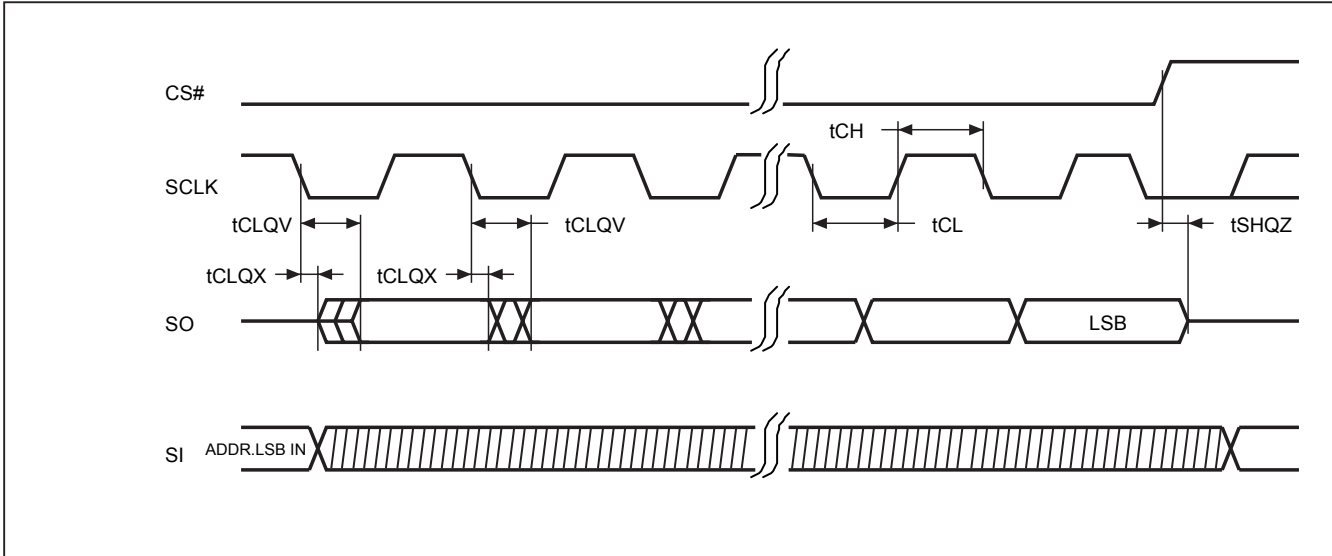 CS#
tCH
SCLK
tCLQV
tCLQV
tCL
tSHQZ
tCLQX
tCLQX
SO
LSB
SI
ADDR.LSB IN